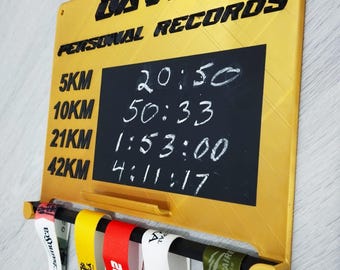 PERSONAL RECORDS
5KM 20:50
10KM 50:33
21KM 1:53:00
42KM 4:11:17